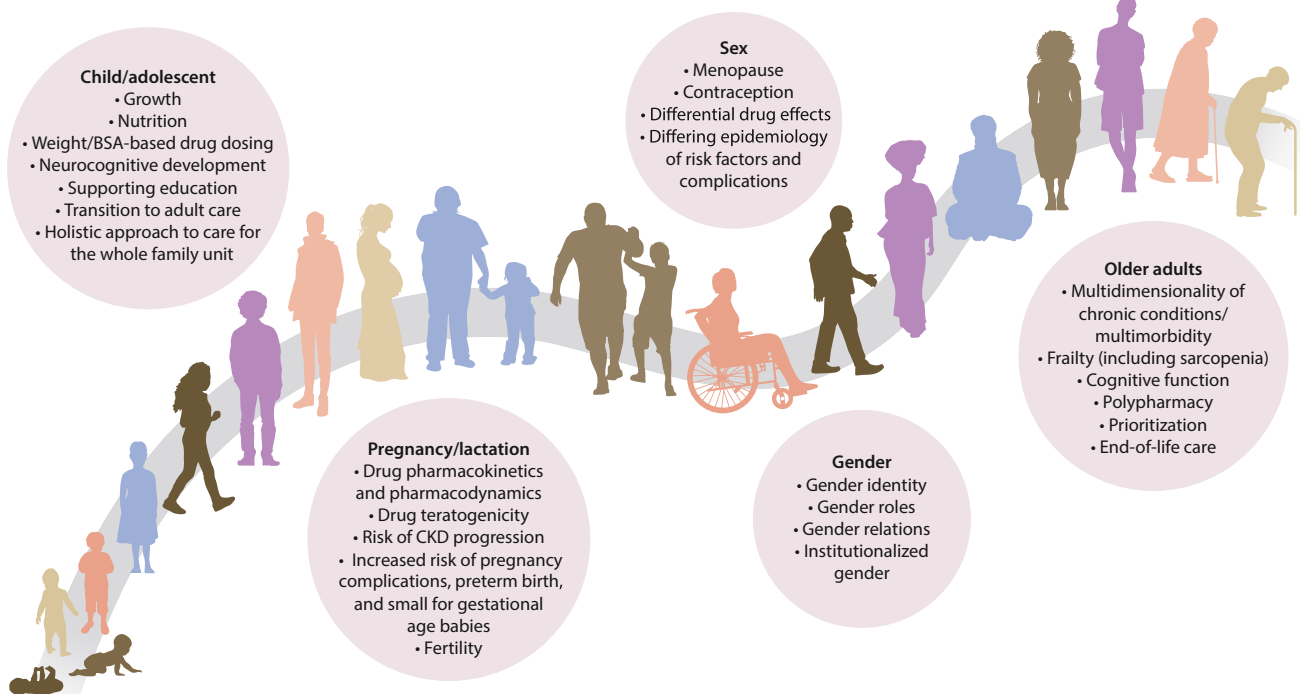 Child/adolescent
• Growth
• Nutrition
• Weight/BSA-based drug dosing
• Neurocognitive development
• Supporting education
• Transition to adult care
• Holistic approach to care for
the whole family unit
Sex
• Menopause
• Contraception
• Differential drug effects
• Differing epidemiology
of risk factors and
complications
Pregnancy/lactation
• Drug pharmacokinetics
and pharmacodynamics
• Drug teratogenicity
• Risk of CKD progression
• Increased risk of pregnancy
complications, preterm birth,
and small for gestational
age babies
• Fertility
Gender
• Gender identity
• Gender roles
• Gender relations
• Institutionalized
gender
Older adults
• Multidimensionality of
chronic conditions/
multimorbidity
• Frailty (including sarcopenia)
• Cognitive function
• Polypharmacy
• Prioritization
• End-of-life care